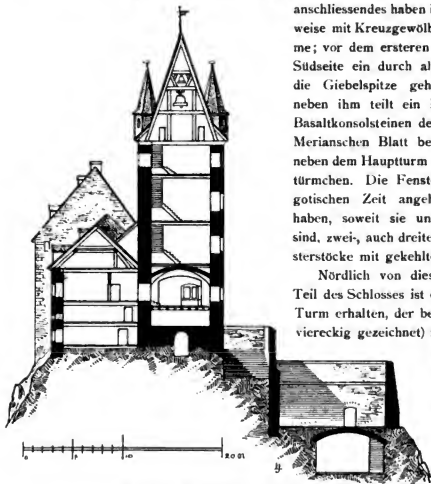 anschliessendes haben i
weise mit Kreuzgewölb
me; vor dem ersteren
Südseite ein durch al
die Giebelspitze geh
neben ihm teilt ein
Basaltkonsolsteinen de
Merianschen Blatt be
neben dem Hauptturm
türmchen. Die Fenst
gotischen Zeit angel
haben, soweit sie un
sind, zwei-, auch dreite
sterstöcke mit gekehlt
Nördlich von dies
Teil des Schlosses ist
Turm erhalten, der be
viereckig gezeichnet)
10 20 m